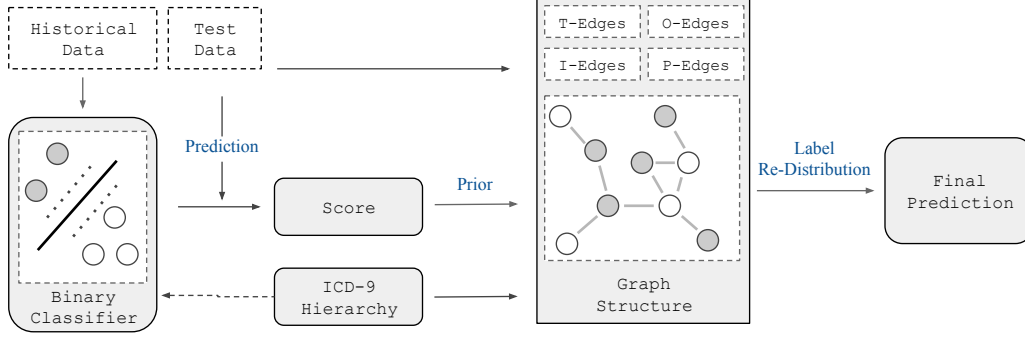 Historical
Data
Test
Data
T-Edges
O-Edges
I-Edges
P-Edges
Prediction
Binary
Classifier
Score
Prior
ICD-9
Hierarchy
Graph
Structure
Label
Re-Distribution
Final
Prediction